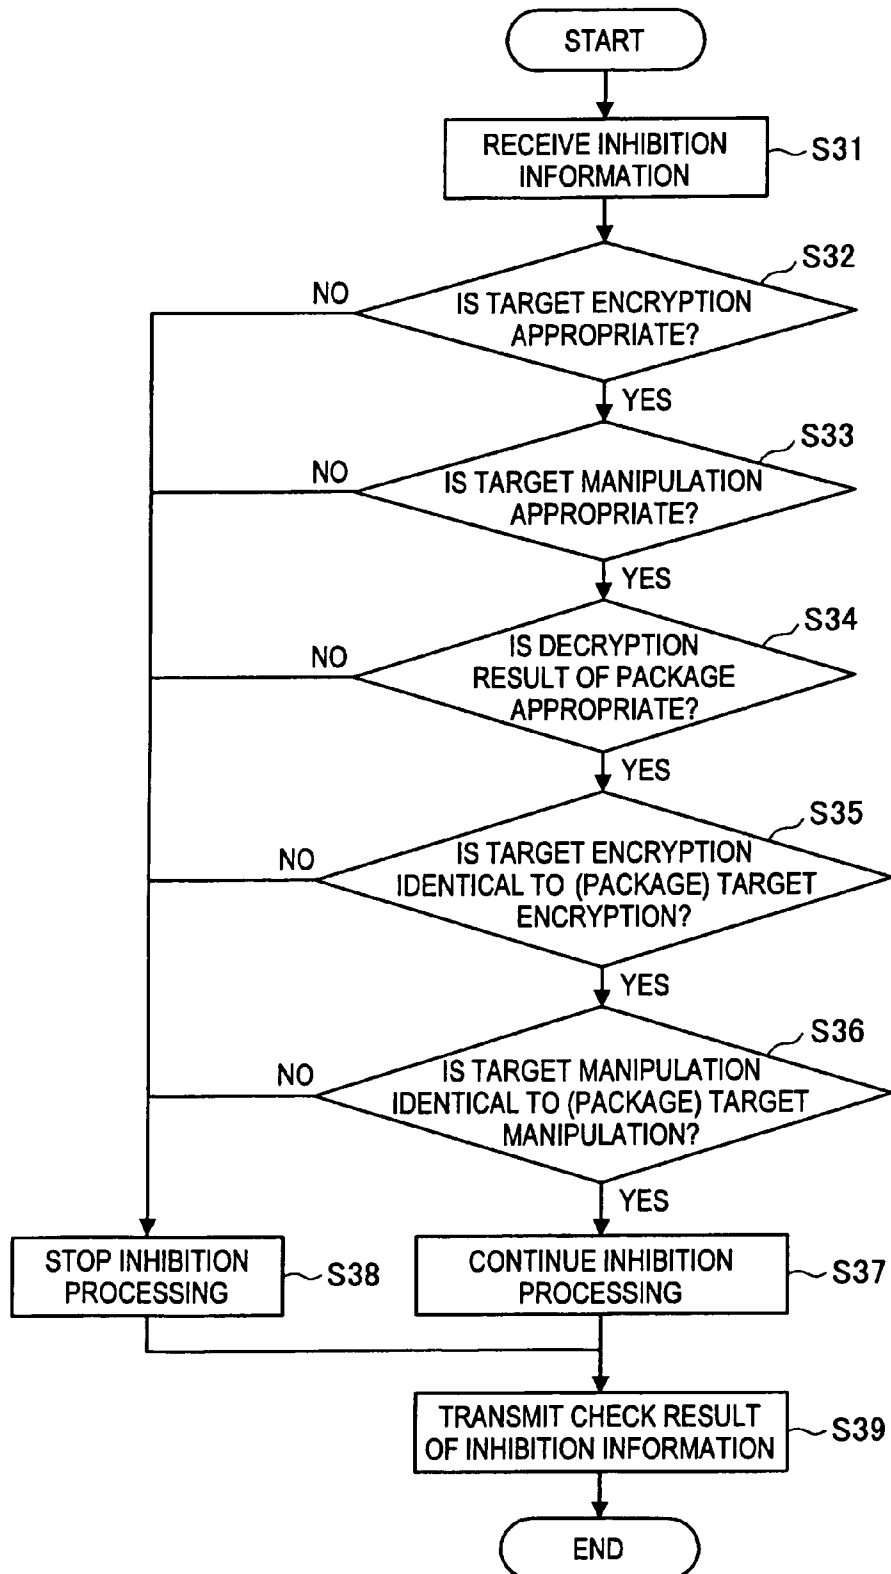 START
RECEIVE INHIBITION
INFORMATION
S31
S32
NO
IS TARGET ENCRYPTION
APPROPRIATE?
YES
S33
NO
IS TARGET MANIPULATION
APPROPRIATE?
YES
S34
NO
IS DECRYPTION
RESULT OF PACKAGE
APPROPRIATE?
YES
S35
NO
IS TARGET ENCRYPTION
IDENTICAL TO (PACKAGE) TARGET
ENCRYPTION?
YES
S36
NO
IS TARGET MANIPULATION
IDENTICAL TO (PACKAGE) TARGET
MANIPULATION?
YES
STOP INHIBITION
PROCESSING
S38
CONTINUE INHIBITION
PROCESSING
S37
TRANSMIT CHECK RESULT
OF INHIBITION INFORMATION
S39
END